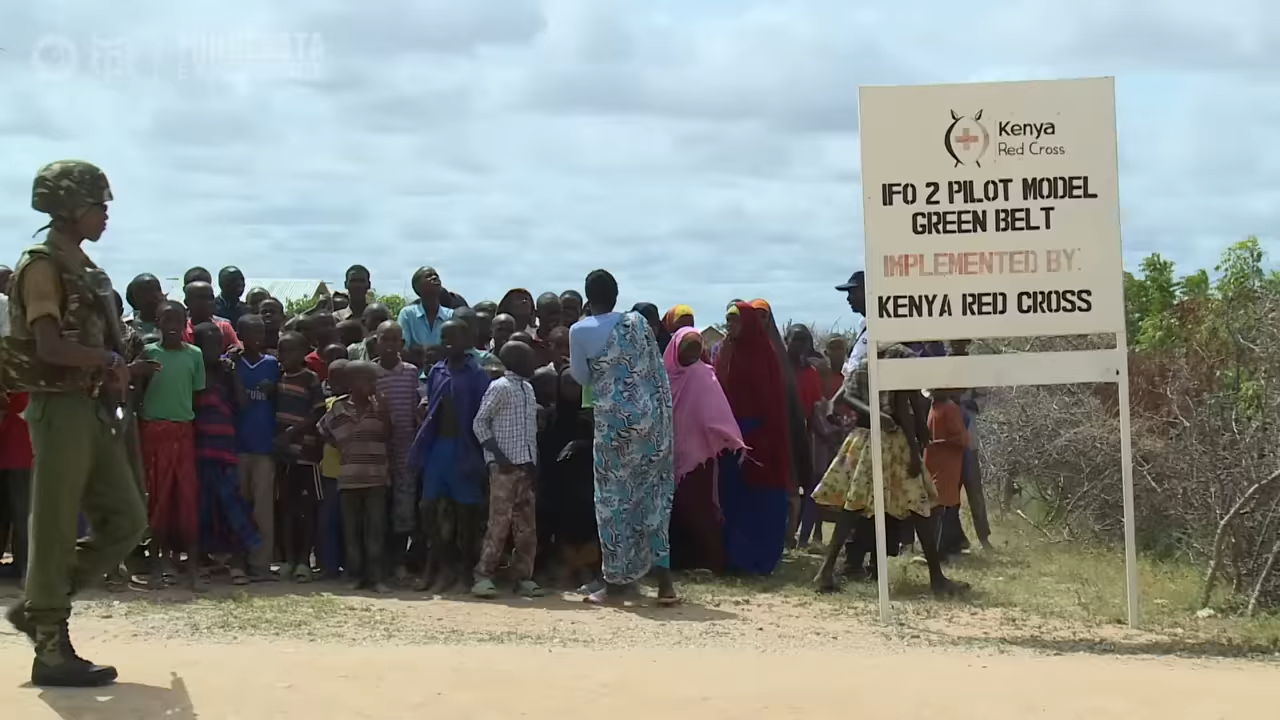 Kenya
Red Cross
IFO 2 PILOT MODEL
GREEN BELT
IMPLEMENTED BY:
KENYA RED CROSS